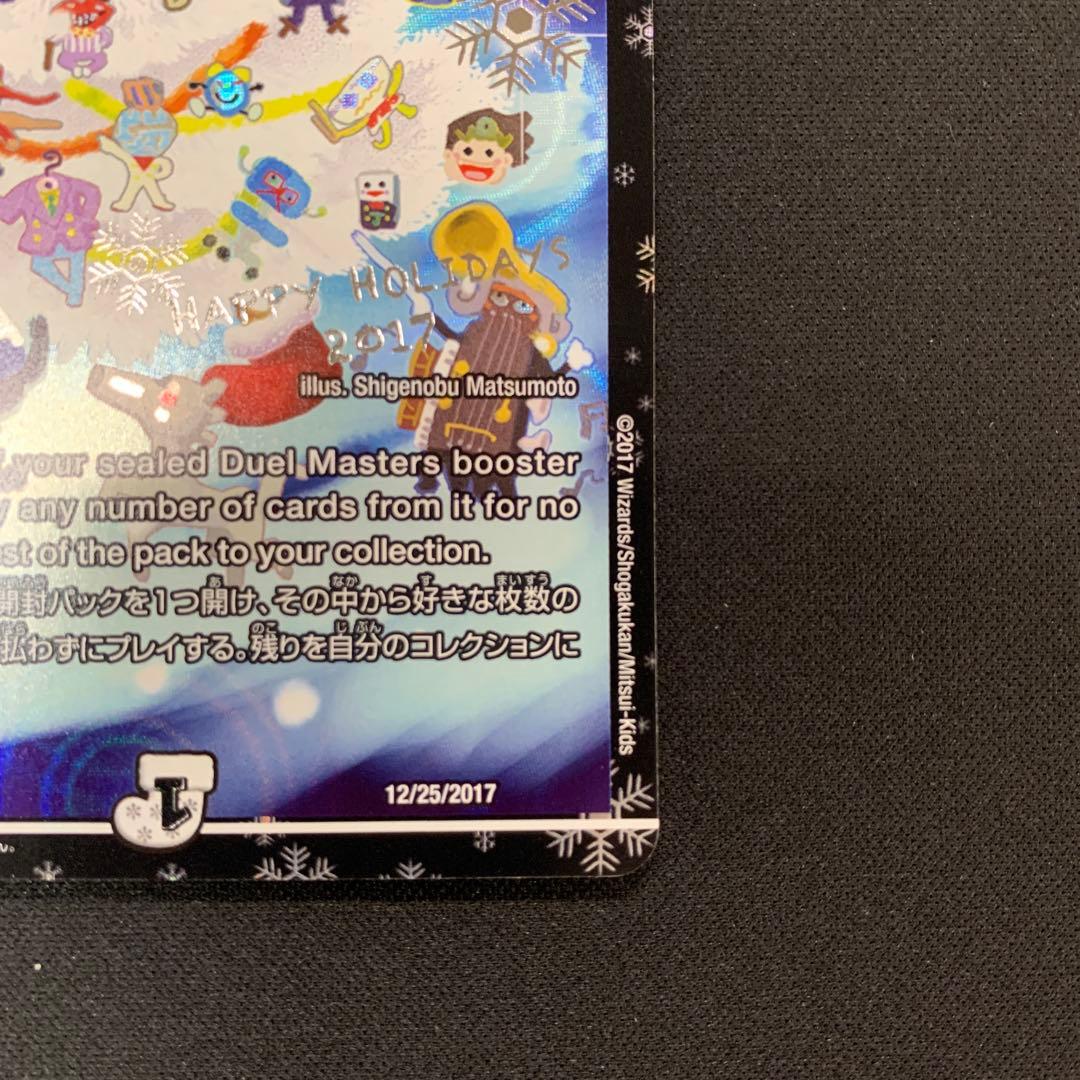 HAPPY HOLIDAYS
2017
illus. Shigenobu Matsumoto
your sealed Duel Masters booster
any number of cards from it for no
st of the pack to your collection.
開封パックを1つ開け、その中から好きな枚数の
払わずにプレイする。残りを自分のコレクションに
1
12/25/2017
ん。
©2017 Wizards/Shogakukan/Mitsui-Kids